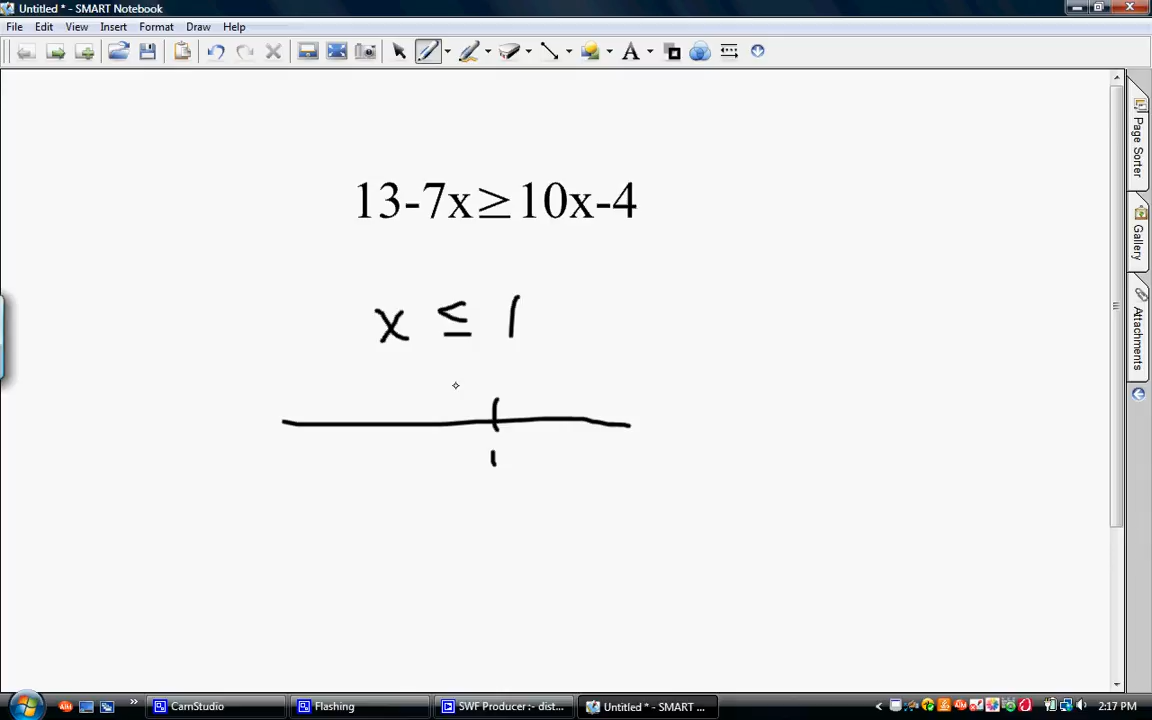 Untitled * - SMART Notebook
File Edit View Insert Format Draw Help
13-7x≥10x-4
x ≤ 1
1
Page Sorter
Gallery
Attachments
CamStudio
Flashing
SWF Producer :- dist...
Untitled * - SMART ...
2:17 PM